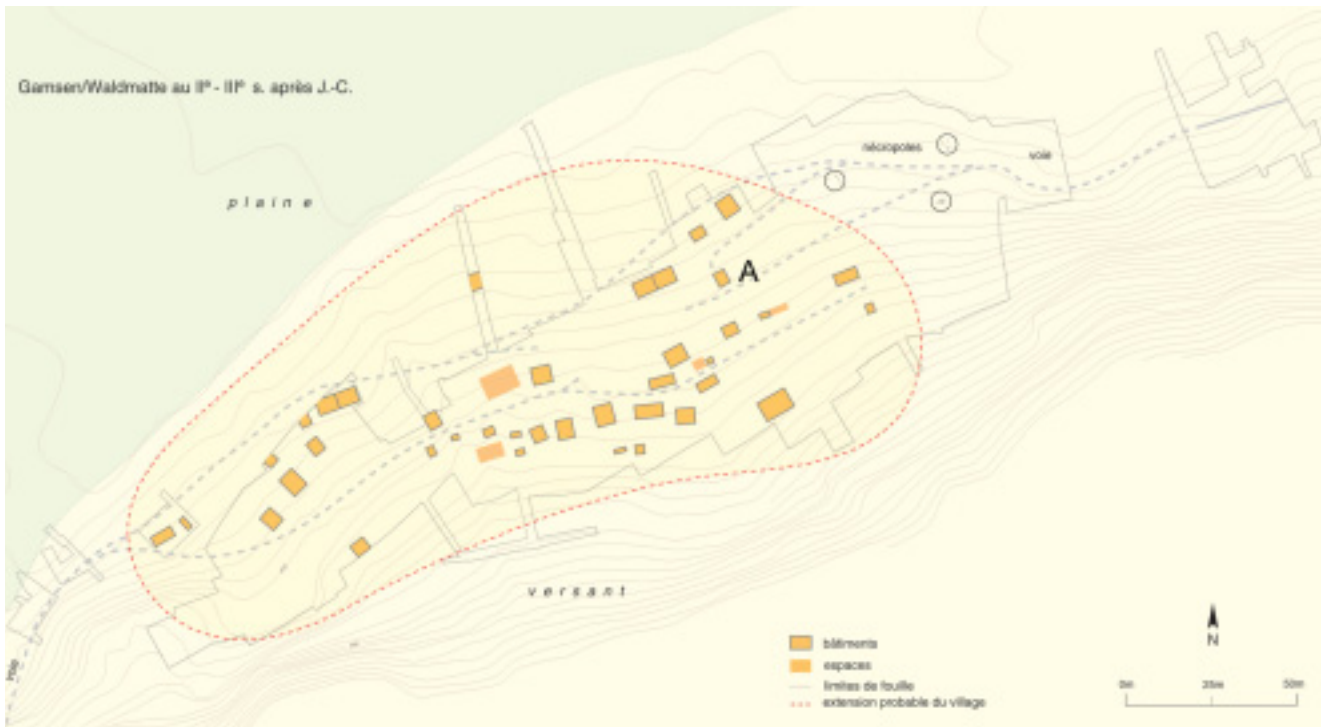 Gamsen/Waldmatte au IIe - IIIe s. après J.-C.
nécropoles
voie
plaine
A
versant
voie
N
bâtiments
espaces
limites de fouille
extension probable du village
0m 25m 50m